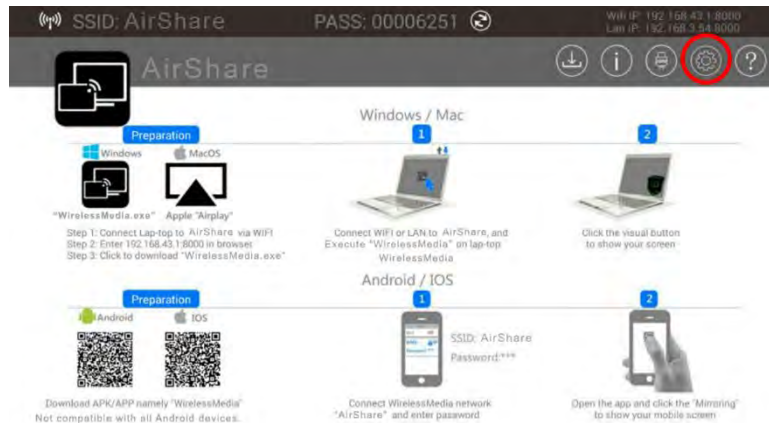 SSID: AirShare
PASS: 00006251
Wifi IP: 192.168.43.1:8000
Lan IP: 192.168.3.54:8000
AirShare
Windows / Mac
Preparation
1
2
Windows
MacOS
"WirelessMedia.exe"
Apple "Airplay"
Step 1: Connect Lap-top to AirShare via WIFI
Step 2: Enter 192.168.43.1:8000 in browser
Step 3: Click to download "WirelessMedia.exe"
Connect WIFI or LAN to AirShare, and
Execute "WirelessMedia" on lap-top
WirelessMedia
Click the visual button
to show your screen
Android / IOS
Preparation
1
2
Android
IOS
SSID: AirShare
Password:***
Download APK/APP namely "WirelessMedia"
Not compatible with all Android devices.
Connect WirelessMedia network
"AirShare" and enter password
Open the app and click the "Mirroring"
to show your mobile screen